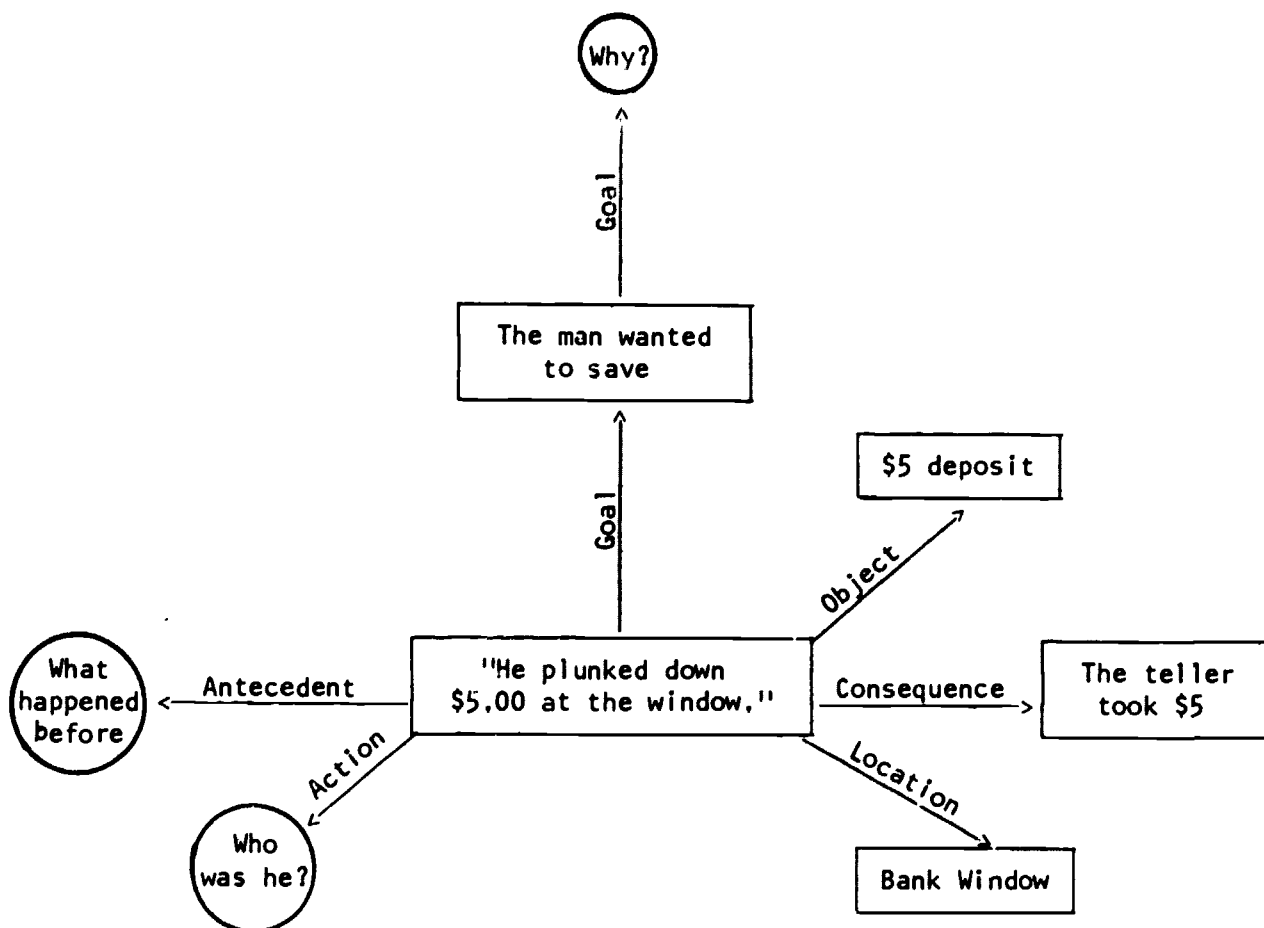 Why?
Goal
The man wanted
to save
$5 deposit
Goal
Object
What
happened
before
Antecedent
"He plunked down
$5.00 at the window."
Consequence
The teller
took $5
Action
Location
Who
was he?
Bank Window